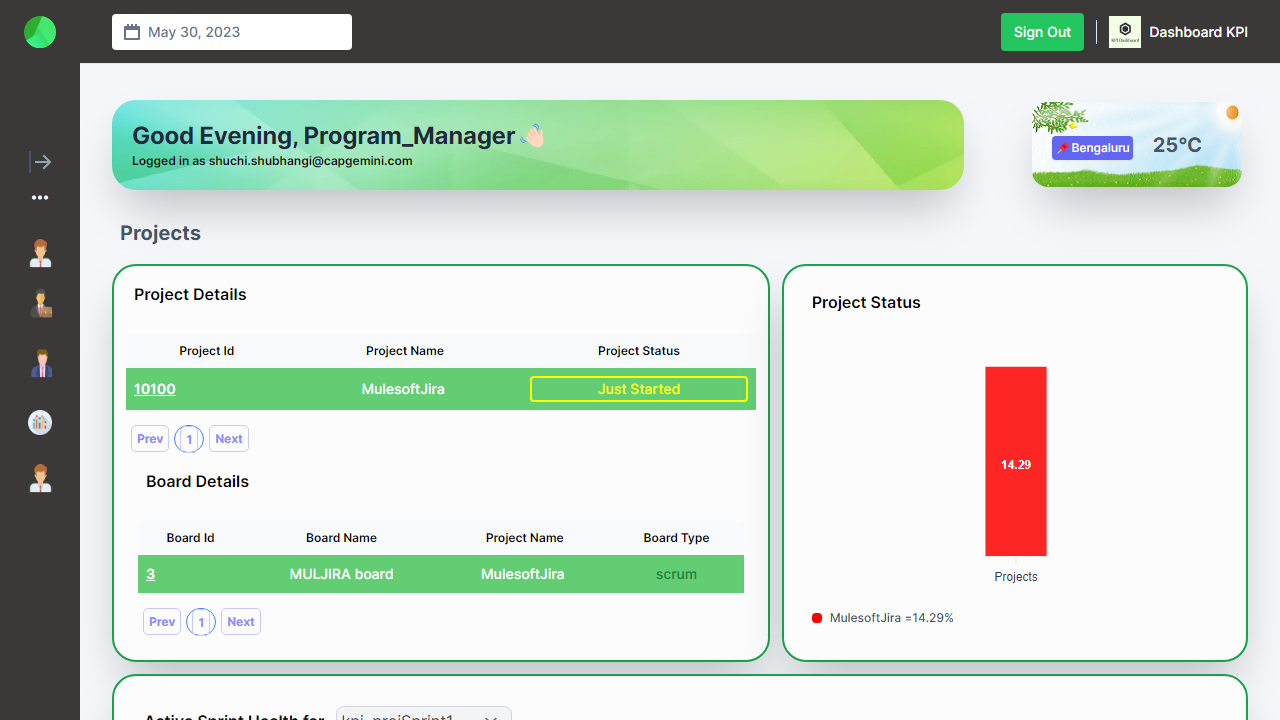 May 30, 2023
Sign Out
KPI Dashboard
Dashboard KPI
Good Evening, Program_Manager
Logged in as shuchi.shubhangi@capgemini.com
Bengaluru
25°C
Projects
Project Details
Project Id Project Name Project Status
10100 MulesoftJira Just Started
Prev 1 Next
Board Details
Board Id Board Name Project Name Board Type
3 MULJIRA board MulesoftJira scrum
Prev 1 Next
Project Status
14.29
Projects
MulesoftJira =14.29%
Active Sprint Health for kpi_projSprint1